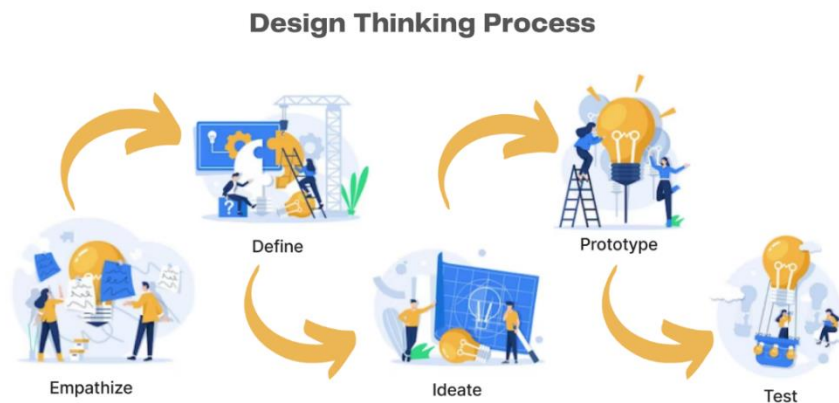 Design Thinking Process
Empathize
Define
Ideate
Prototype
Test
?